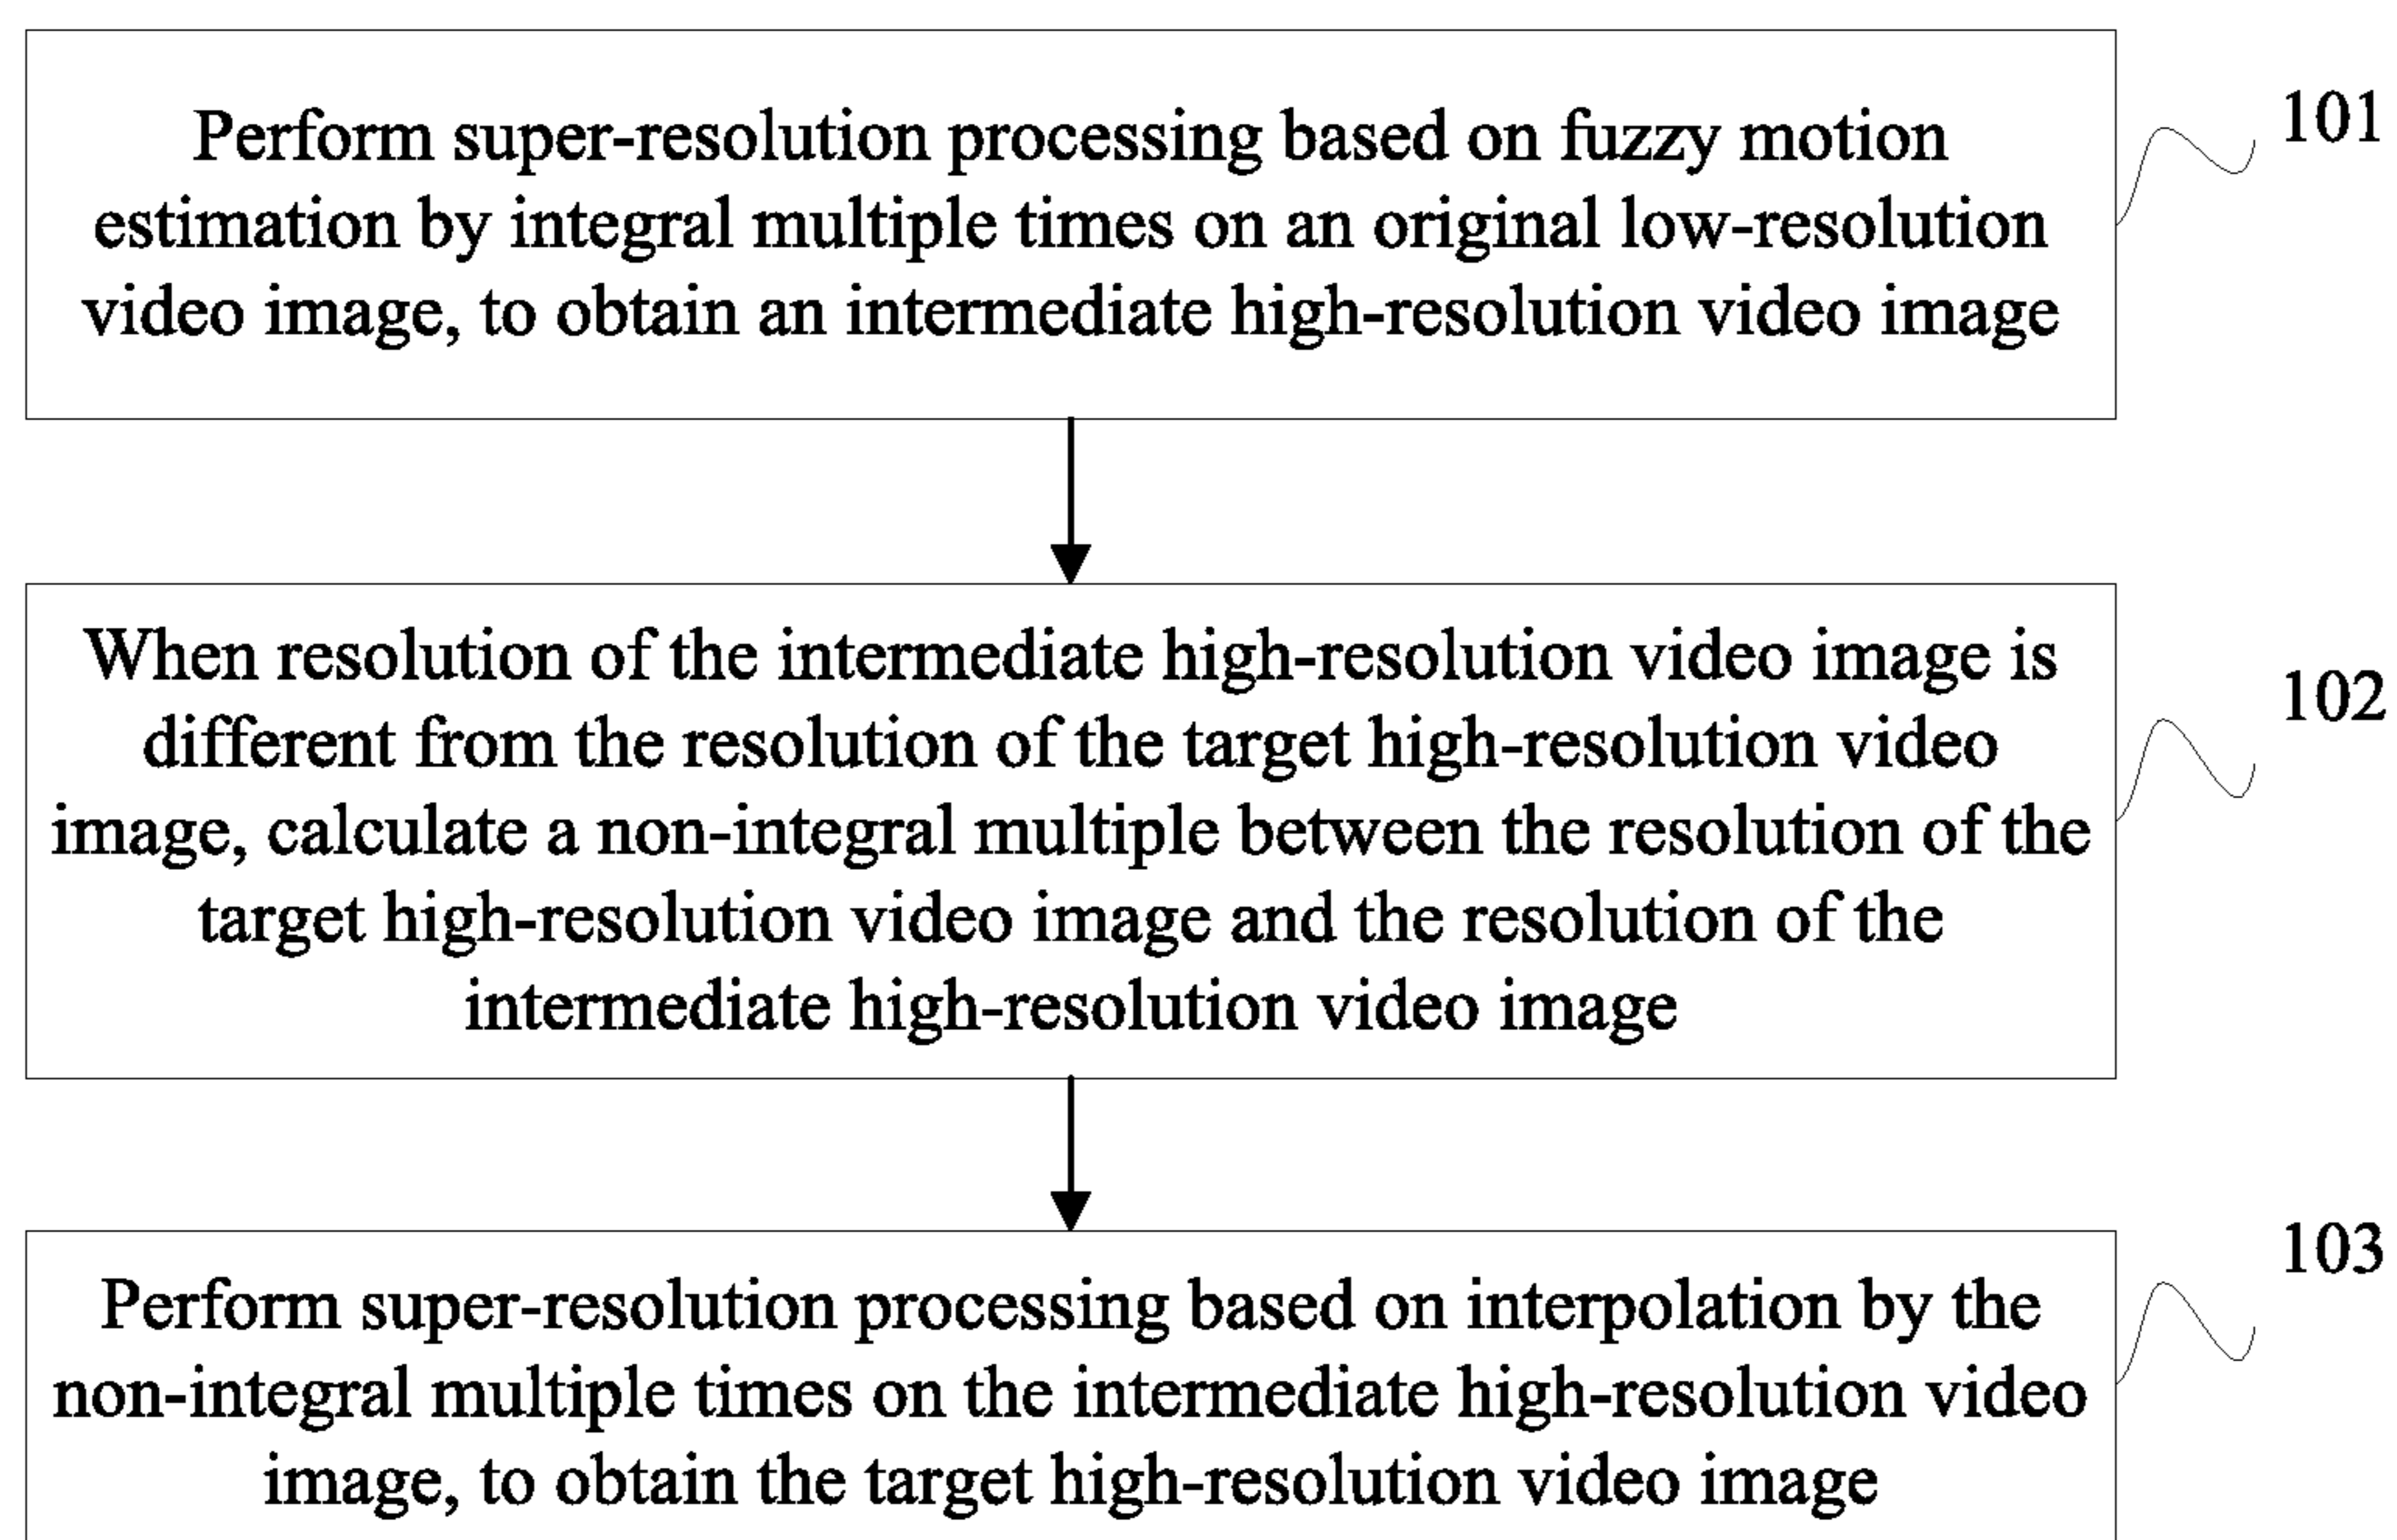 Perform super-resolution processing based on fuzzy motion
estimation by integral multiple times on an original low-resolution
video image, to obtain an intermediate high-resolution video image
101
When resolution of the intermediate high-resolution video image is
different from the resolution of the target high-resolution video
image, calculate a non-integral multiple between the resolution of the
target high-resolution video image and the resolution of the
intermediate high-resolution video image
102
Perform super-resolution processing based on interpolation by the
non-integral multiple times on the intermediate high-resolution video
image, to obtain the target high-resolution video image
103